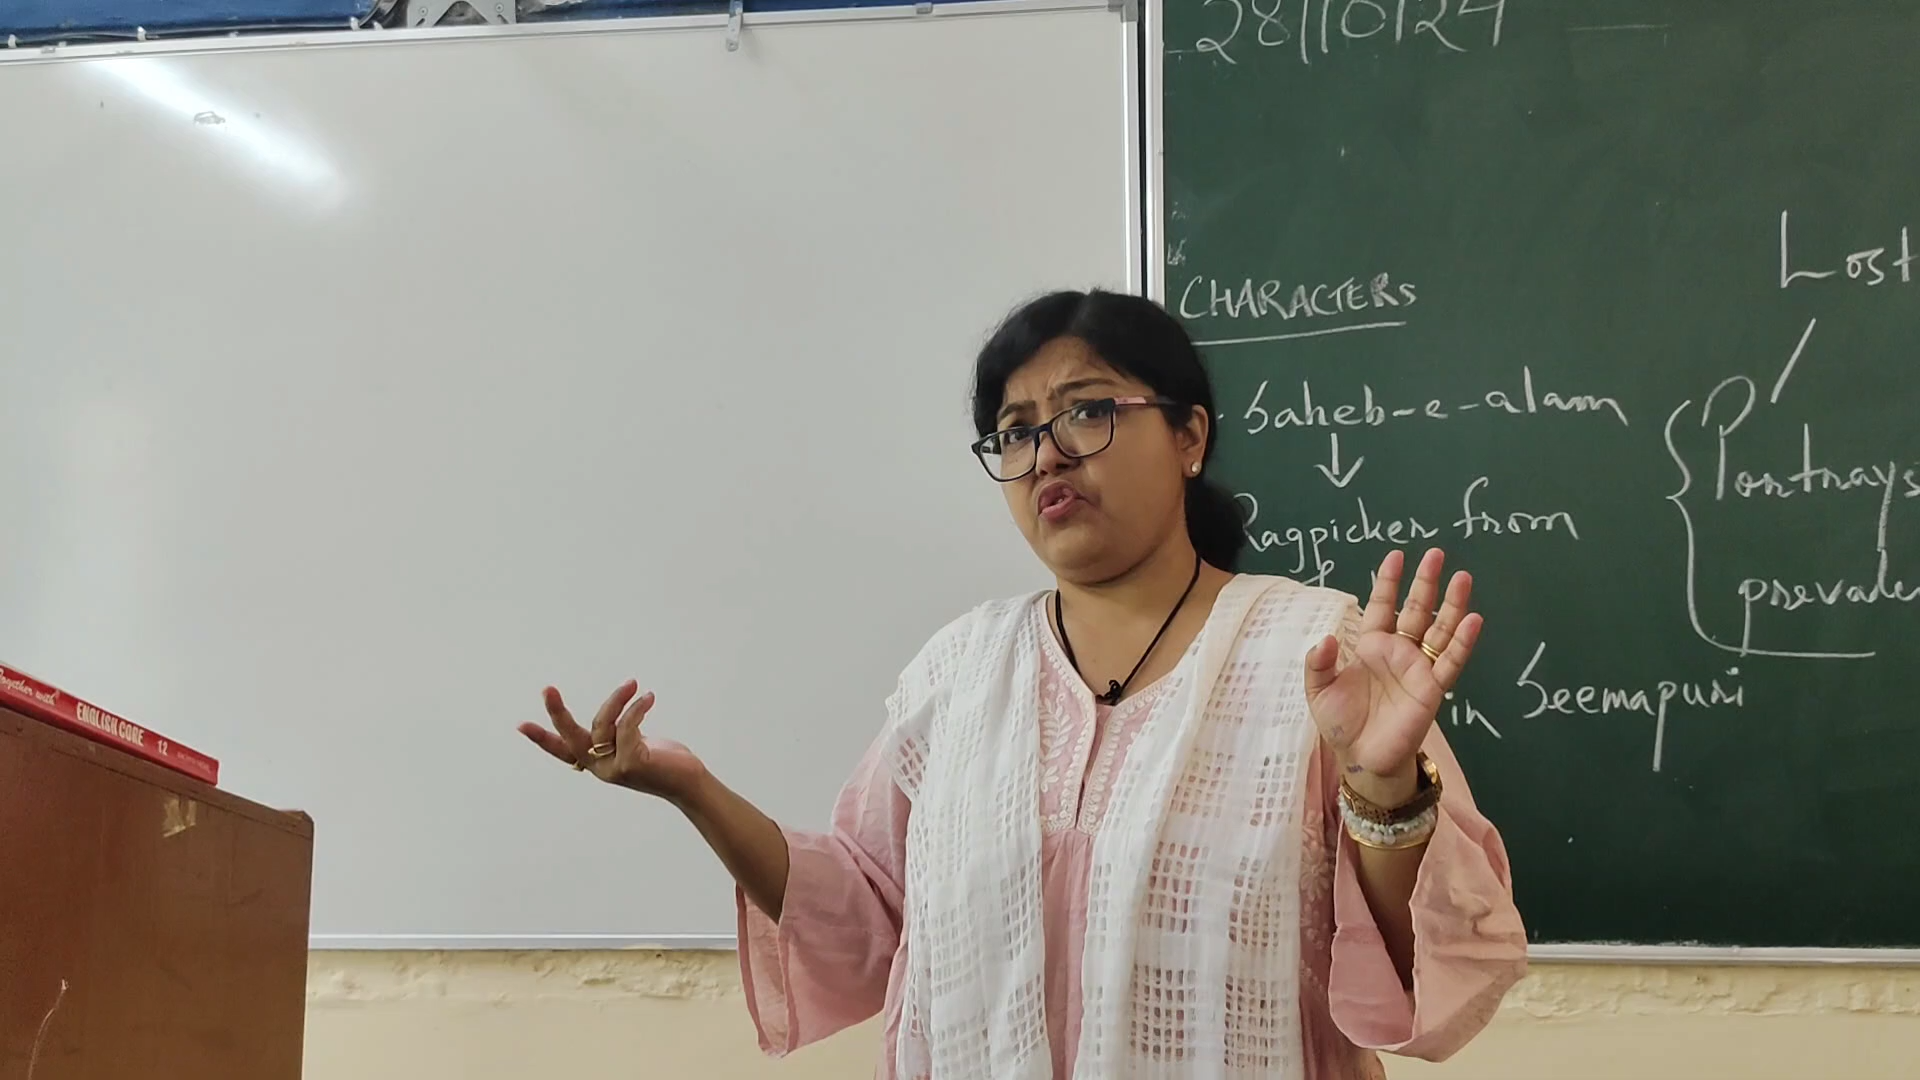 28/10/24
CHARACTERS
Saheb-e-alam
↓
Ragpicker from
in Seemapuri
Lost
Portrays
prevale
Together with
ENGLISH CORE 12